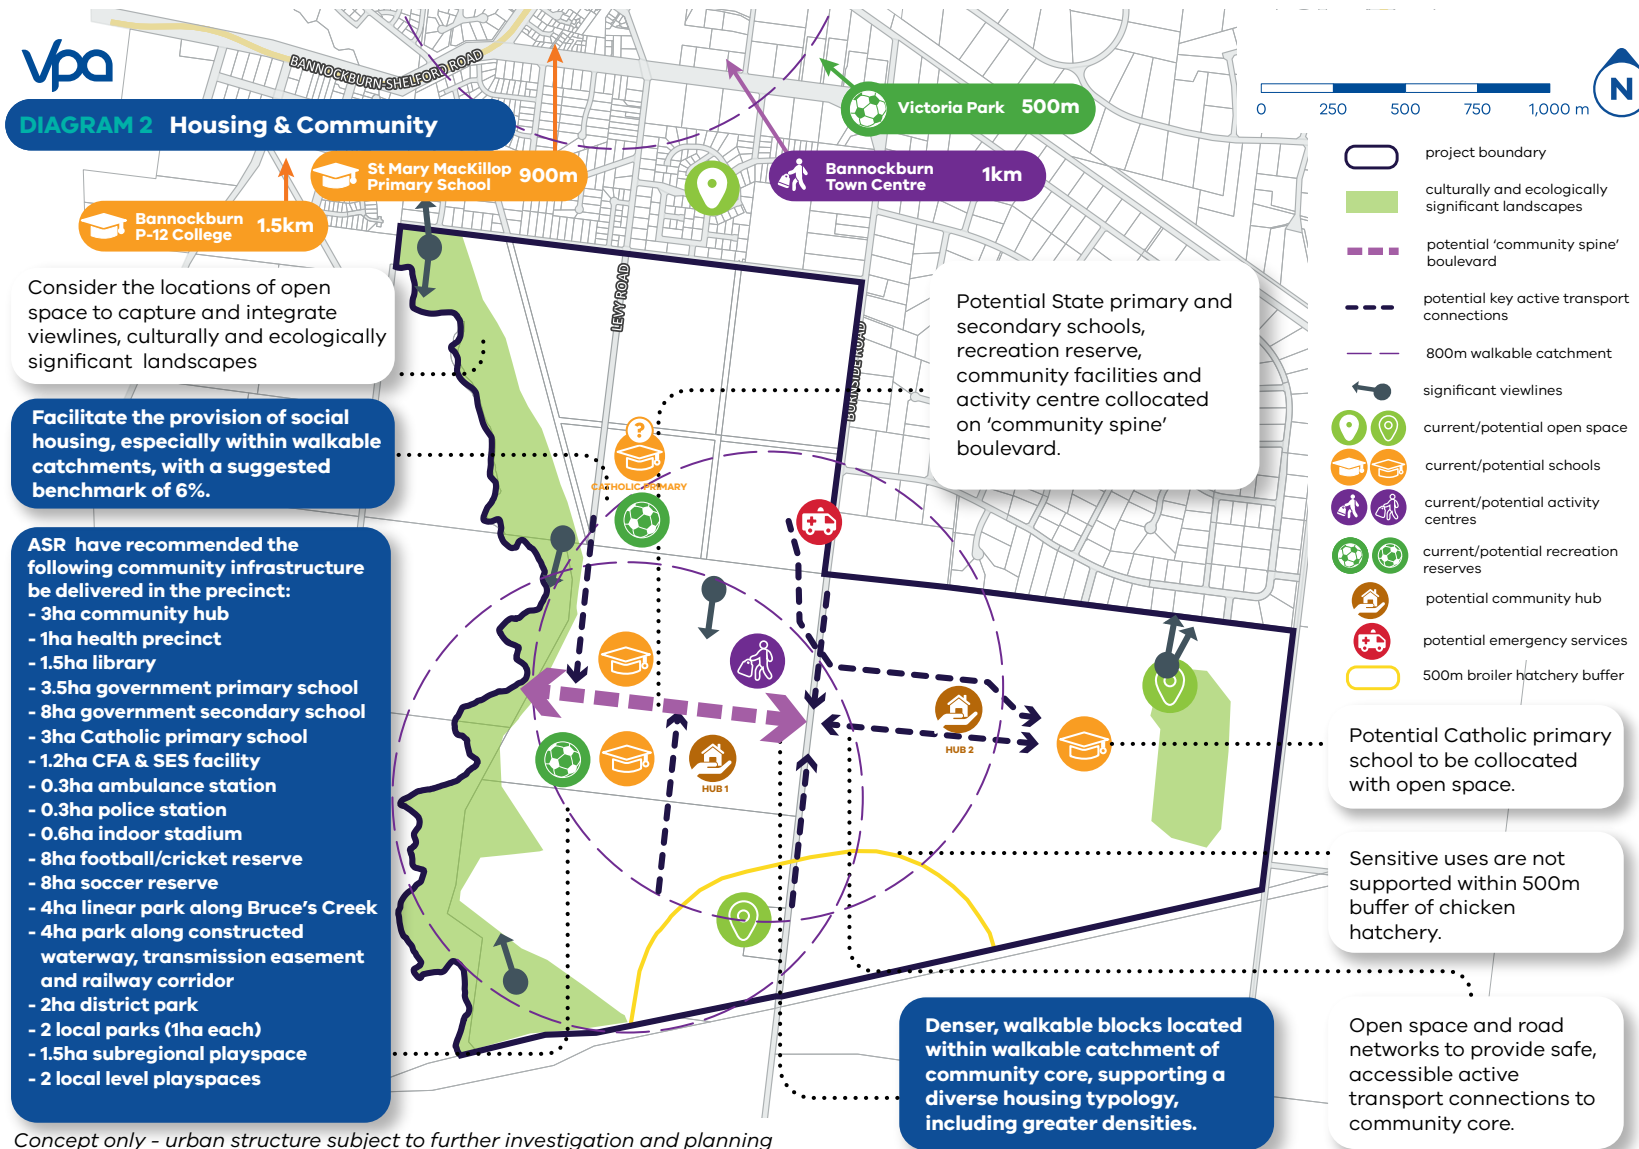 vpa
DIAGRAM 2 Housing & Community
BANNOCKBURN-SHELFORD ROAD
Victoria Park 500m
St Mary MacKillop
Primary School 900m
Bannockburn
Town Centre 1km
Bannockburn
P-12 College 1.5km
0 250 500 750 1,000 m
N
project boundary
culturally and ecologically
significant landscapes
potential ‘community spine’
boulevard
potential key active transport
connections
800m walkable catchment
significant viewlines
current/potential open space
current/potential schools
current/potential activity
centres
current/potential recreation
reserves
potential community hub
potential emergency services
500m broiler hatchery buffer
Consider the locations of open
space to capture and integrate
viewlines, culturally and ecologically
significant landscapes
Facilitate the provision of social
housing, especially within walkable
catchments, with a suggested
benchmark of 6%.
ASR have recommended the
following community infrastructure
be delivered in the precinct:
- 3ha community hub
- 1ha health precinct
- 1.5ha library
- 3.5ha government primary school
- 8ha government secondary school
- 3ha Catholic primary school
- 1.2ha CFA & SES facility
- 0.3ha ambulance station
- 0.3ha police station
- 0.6ha indoor stadium
- 8ha football/cricket reserve
- 8ha soccer reserve
- 4ha linear park along Bruce’s Creek
- 4ha park along constructed
waterway, transmission easement
and railway corridor
- 2ha district park
- 2 local parks (1ha each)
- 1.5ha subregional playspace
- 2 local level playspaces
LEVY ROAD
BURNSIDE ROAD
Potential State primary and
secondary schools,
recreation reserve,
community facilities and
activity centre collocated
on ‘community spine’
boulevard.
?
CATHOLIC PRIMARY
HUB 1
HUB 2
Potential Catholic primary
school to be collocated
with open space.
Sensitive uses are not
supported within 500m
buffer of chicken
hatchery.
Denser, walkable blocks located
within walkable catchment of
community core, supporting a
diverse housing typology,
including greater densities.
Open space and road
networks to provide safe,
accessible active
transport connections to
community core.
Concept only - urban structure subject to further investigation and planning